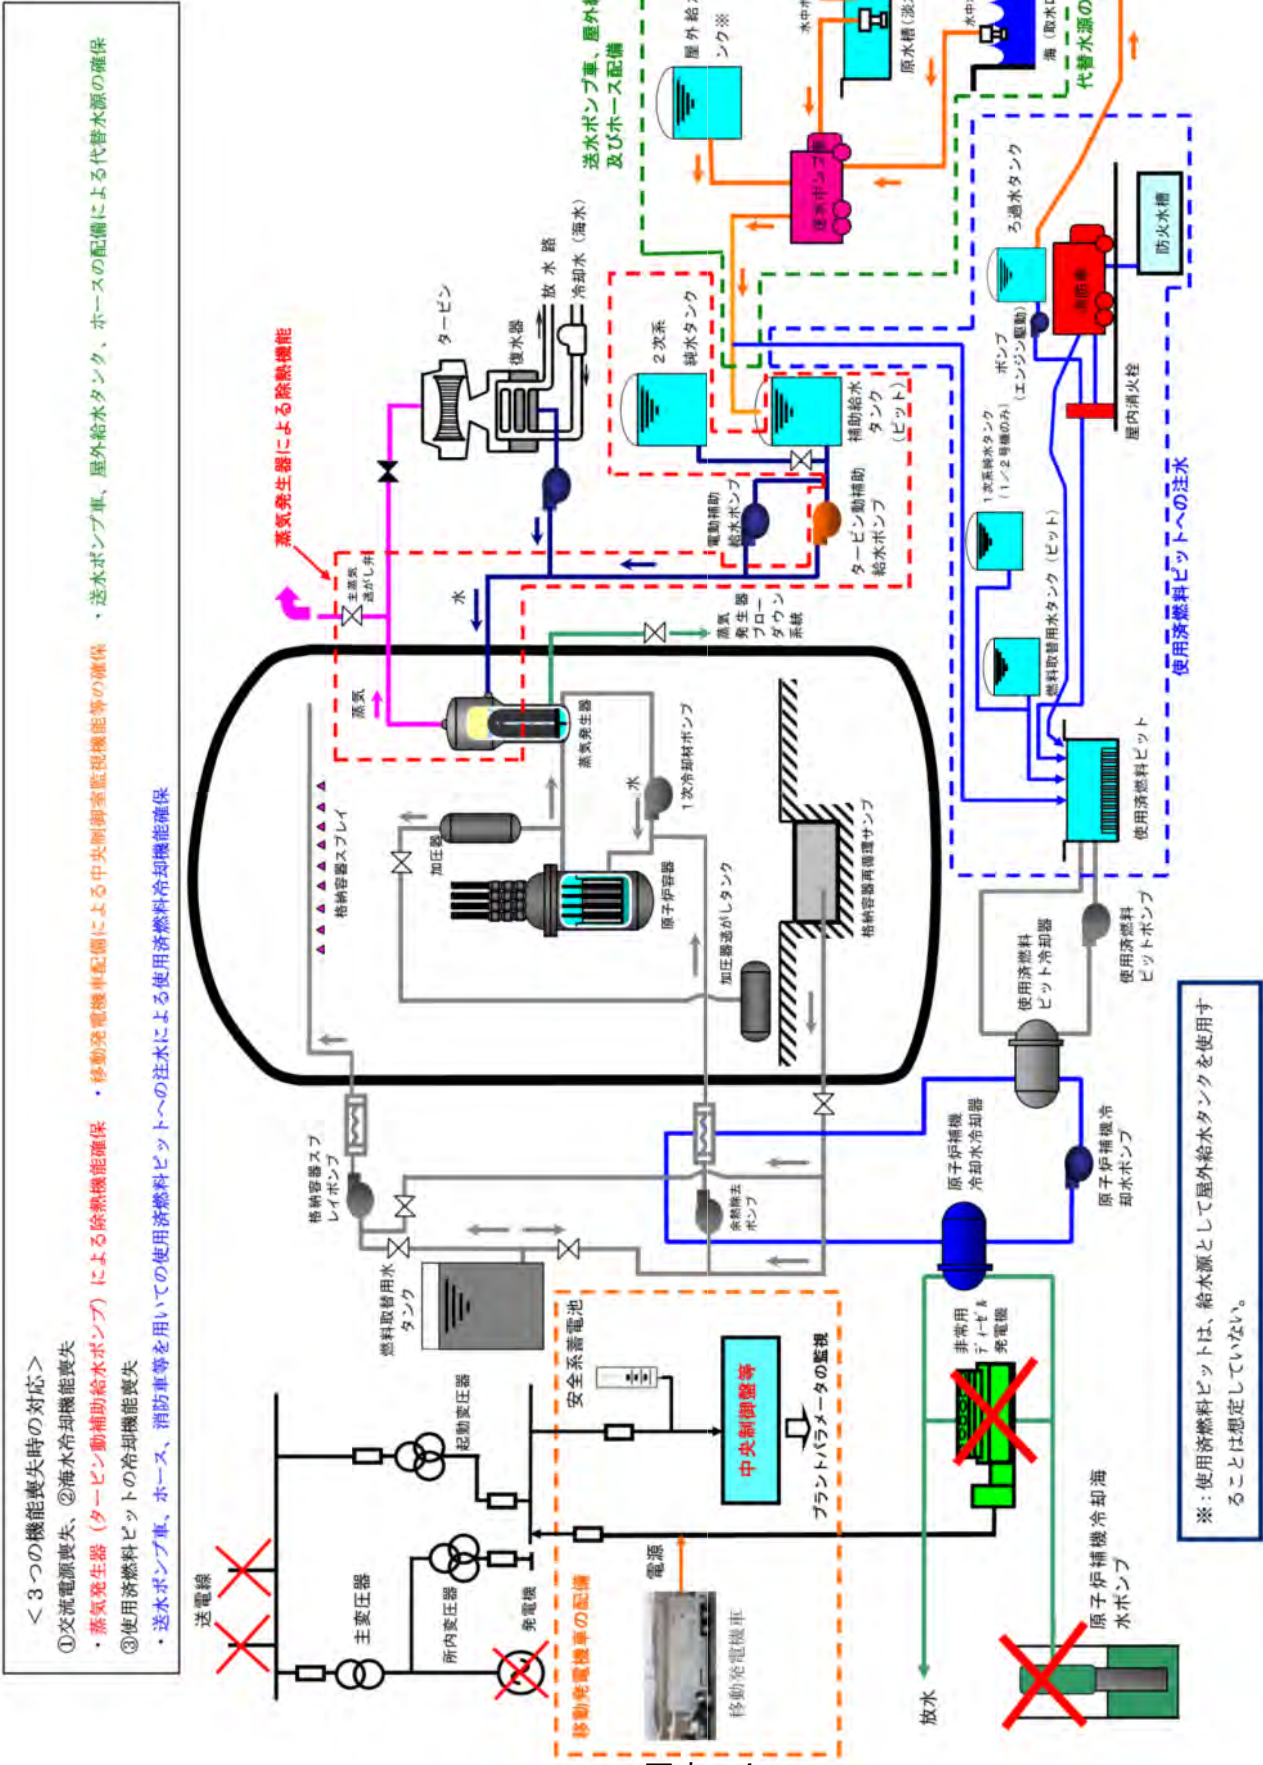 ＜３つの機能喪失時の対応＞
①交流電源喪失、②海水冷却機能喪失
・蒸気発生器（タービン動補助給水ポンプ）による除熱機能確保　・移動発電機車配備による中央制御室監視機能等の確保　・送水ポンプ車、屋外給水タンク、ホースの配備による代替水源の確保
③使用済燃料ピットの冷却機能喪失
・送水ポンプ車、ホース、消防車等を用いての使用済燃料ピットへの注水による使用済燃料冷却機能確保
送電線
主変圧器
所内変圧器
発電機
起動変圧器
移動発電機車の配備
電源
移動発電機車
安全系蓄電池
中央制御盤等
プラントパラメータの監視
放水
原子炉補機冷却海
水ポンプ
非常用
ディーゼル
発電機
燃料取替用水
タンク
格納容器スプ
レイポンプ
余熱除去
ポンプ
原子炉補機
冷却水冷却器
原子炉補機冷
却水ポンプ
格納容器スプレイ
加圧器
原子炉容器
加圧器逃がしタンク
格納容器再循環サンプ
水
１次冷却材ポンプ
蒸気発生器
蒸気
蒸気発生器による除熱機能
主蒸気
逃がし弁
水
蒸気
発生器
ブロー
ダウン
系統
タービン
復水器
放水路
冷却水（海水）
電動補助
給水ポンプ
タービン動補助
給水ポンプ
２次系
純水タンク
補助給水
タンク
（ピット）
送水ポンプ車、屋外給
及びホース配備
屋外給水
ンク※
送水ポンプ車
水中ポ
原水槽（淡
水中
海（取水
代替水源の
ろ過水タンク
ポンプ
（エンジン駆動）
消防車
防火水槽
屋内消火栓
１次系純水タンク
（１／２号機のみ）
燃料取替用水タンク（ピット）
使用済燃料ピットへの注水
使用済燃料ピット
使用済燃料
ピット冷却器
使用済燃料
ピットポンプ
※：使用済燃料ピットは、給水源として屋外給水タンクを使用す
ることは想定していない。